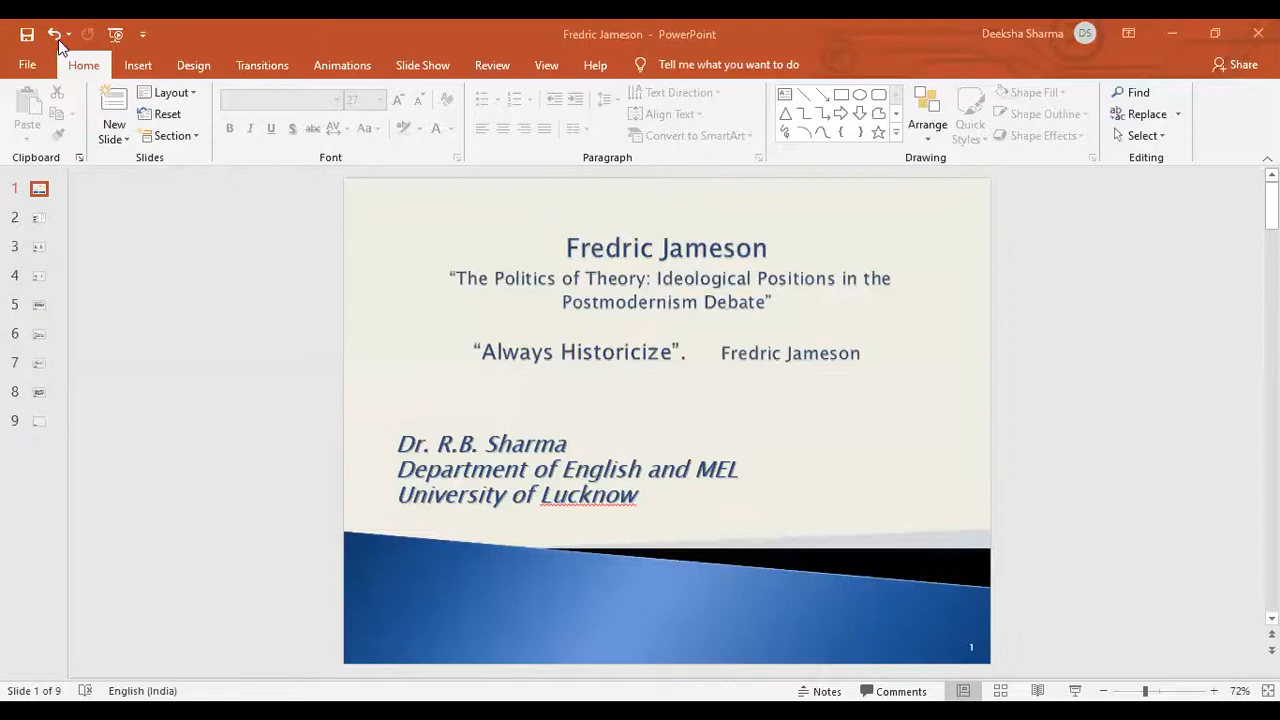 Fredric Jameson - PowerPoint
Deeksha Sharma DS
File Home Insert Design Transitions Animations Slide Show Review View Help Tell me what you want to do Share
Paste
Clipboard
New
Slides
Layout
Reset
Section
Slides
27
B I U S abc AV Aa A
Font
Text Direction
Align Text
Convert to SmartArt
Paragraph
Arrange
Quick
Styles
Shape Fill
Shape Outline
Shape Effects
Drawing
Find
Replace
Select
Editing
1
2
3
4
5
6
7
8
9
Fredric Jameson
“The Politics of Theory: Ideological Positions in the
Postmodernism Debate”
“Always Historicize”. Fredric Jameson
Dr. R.B. Sharma
Department of English and MEL
University of Lucknow
1
Slide 1 of 9 English (India) Notes Comments 72%